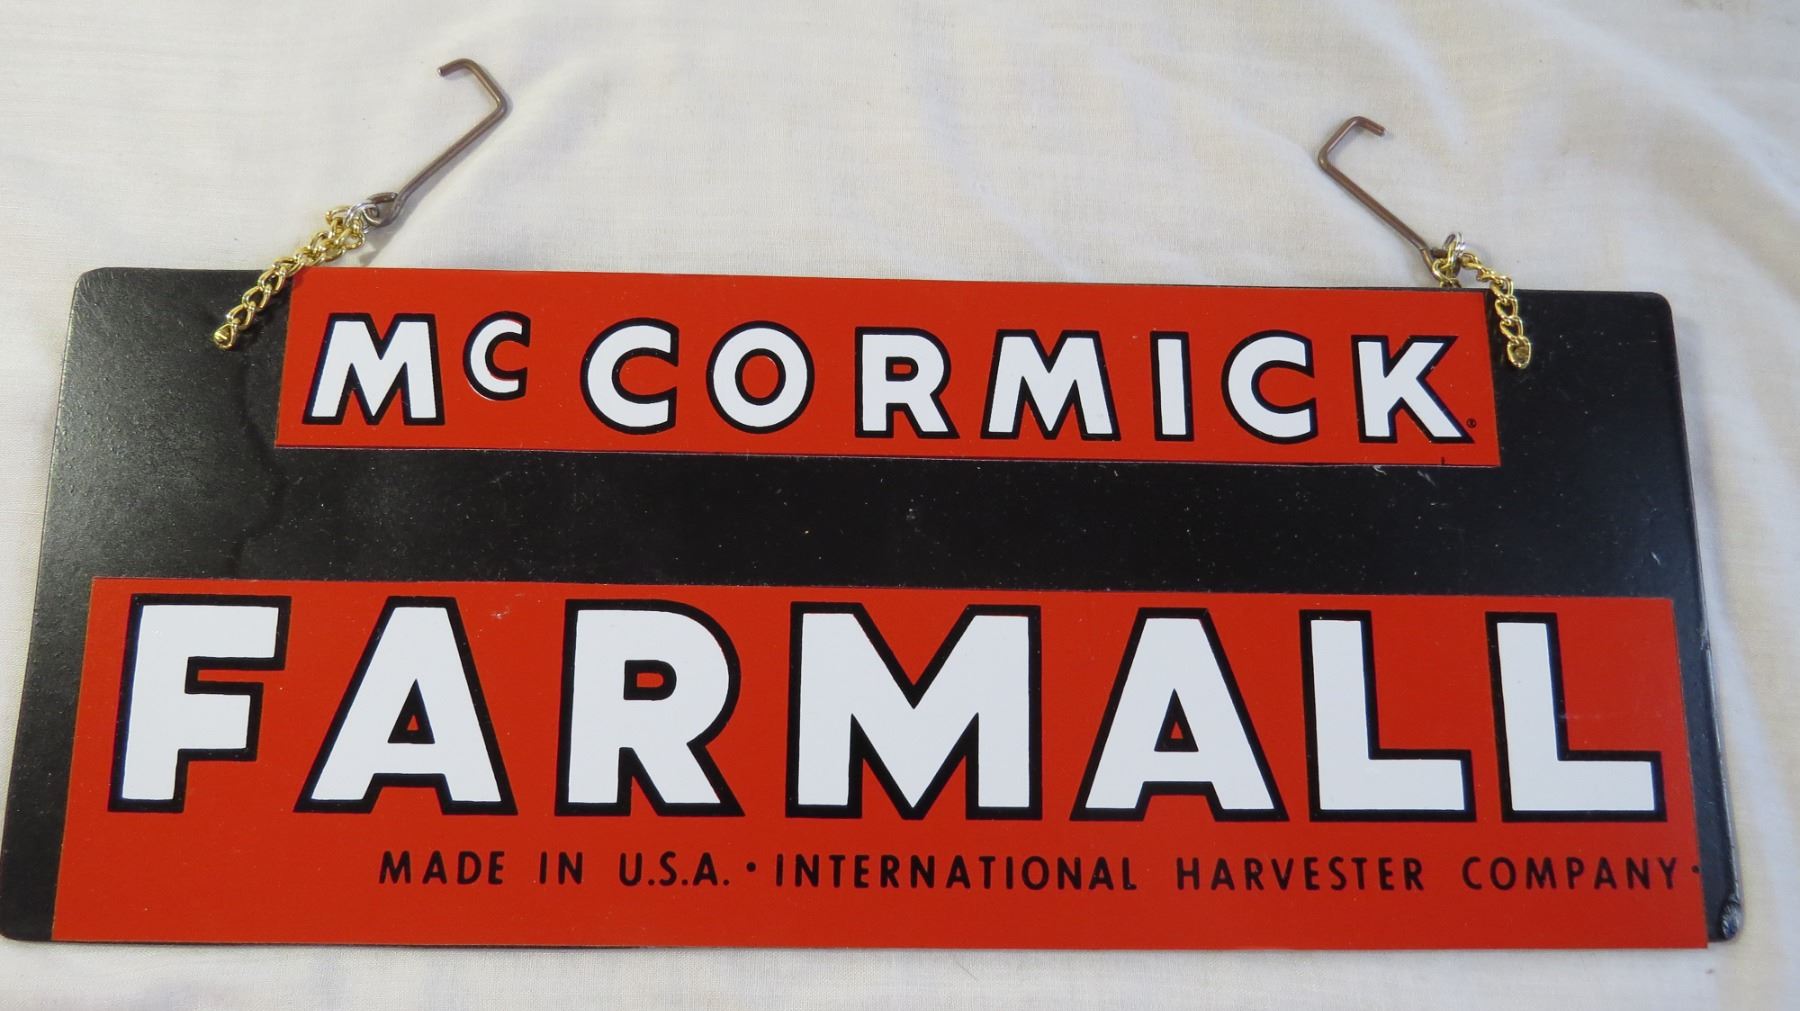 McCORMICK®
FARMALL
MADE IN U.S.A. • INTERNATIONAL HARVESTER COMPANY •